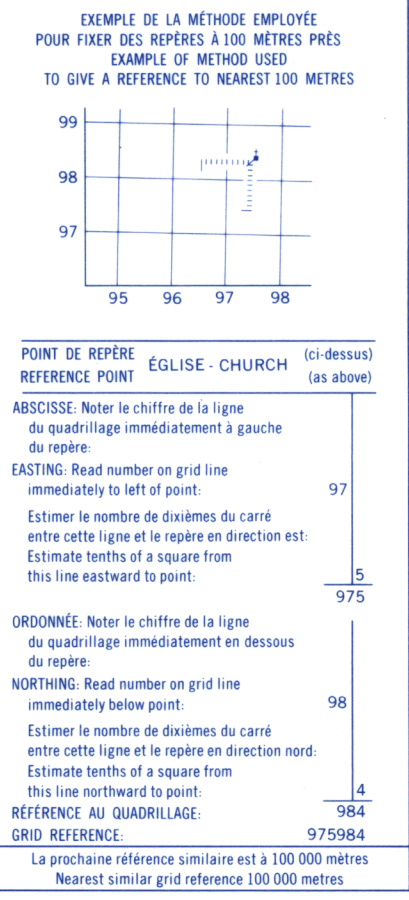 EXEMPLE DE LA MÉTHODE EMPLOYÉE
POUR FIXER DES REPÈRES À 100 MÈTRES PRÈS
EXAMPLE OF METHOD USED
TO GIVE A REFERENCE TO NEAREST 100 METRES
99
98
97
95 96 97 98
POINT DE REPÈRE
REFERENCE POINT
ÉGLISE - CHURCH
(ci-dessus)
(as above)
ABSCISSE: Noter le chiffre de la ligne
du quadrillage immédiatement à gauche
du repère:
EASTING: Read number on grid line
immediately to left of point: 97
Estimer le nombre de dixièmes du carré
entre cette ligne et le repère en direction est:
Estimate tenths of a square from
this line eastward to point: 5
975
ORDONNÉE: Noter le chiffre de la ligne
du quadrillage immédiatement en dessous
du repère:
NORTHING: Read number on grid line
immediately below point: 98
Estimer le nombre de dixièmes du carré
entre cette ligne et le repère en direction nord:
Estimate tenths of a square from
this line northward to point: 4
RÉFÉRENCE AU QUADRILLAGE: 984
GRID REFERENCE: 975984
La prochaine référence similaire est à 100 000 mètres
Nearest similar grid reference 100 000 metres